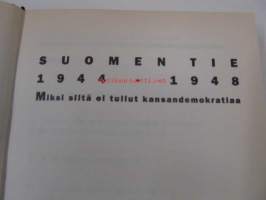 SUOMEN TIE
1944 - 1948
Miksi siitä ei tullut kansandemokratiaa